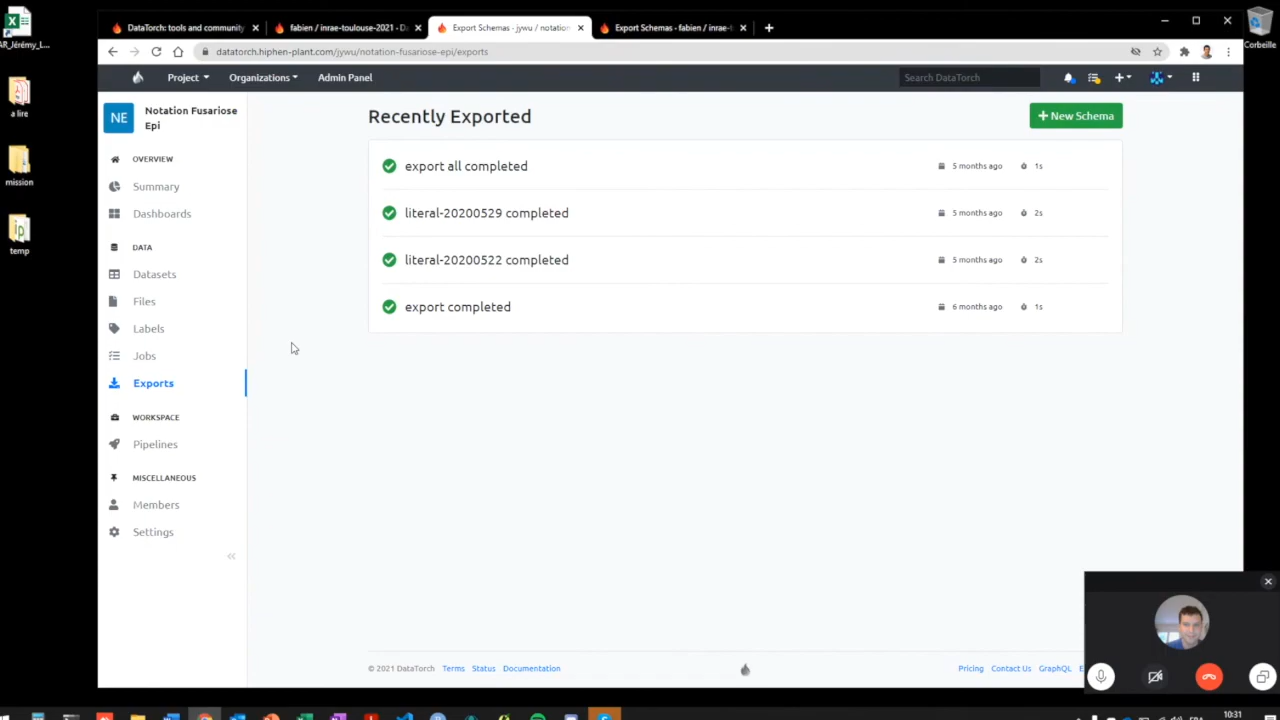 DataTorch: tools and community
fabien / inrae-toulouse-2021 - D
Export Schemas - jywu / notation
Export Schemas - fabien / inrae-t
datatorch.hiphen-plant.com/jywu/notation-fusariose-epi/exports
AR_Jérémy_L...
Corbeille
a lire
mission
temp
Project
Organizations
Admin Panel
Search DataTorch
NE
Notation Fusariose
Epi
OVERVIEW
Summary
Dashboards
DATA
Datasets
Files
Labels
Jobs
Exports
WORKSPACE
Pipelines
MISCELLANEOUS
Members
Settings
Recently Exported
New Schema
export all completed
5 months ago
1s
literal-20200529 completed
5 months ago
2s
literal-20200522 completed
5 months ago
2s
export completed
6 months ago
1s
© 2021 DataTorch
Terms
Status
Documentation
Pricing
Contact Us
GraphQL
10:31